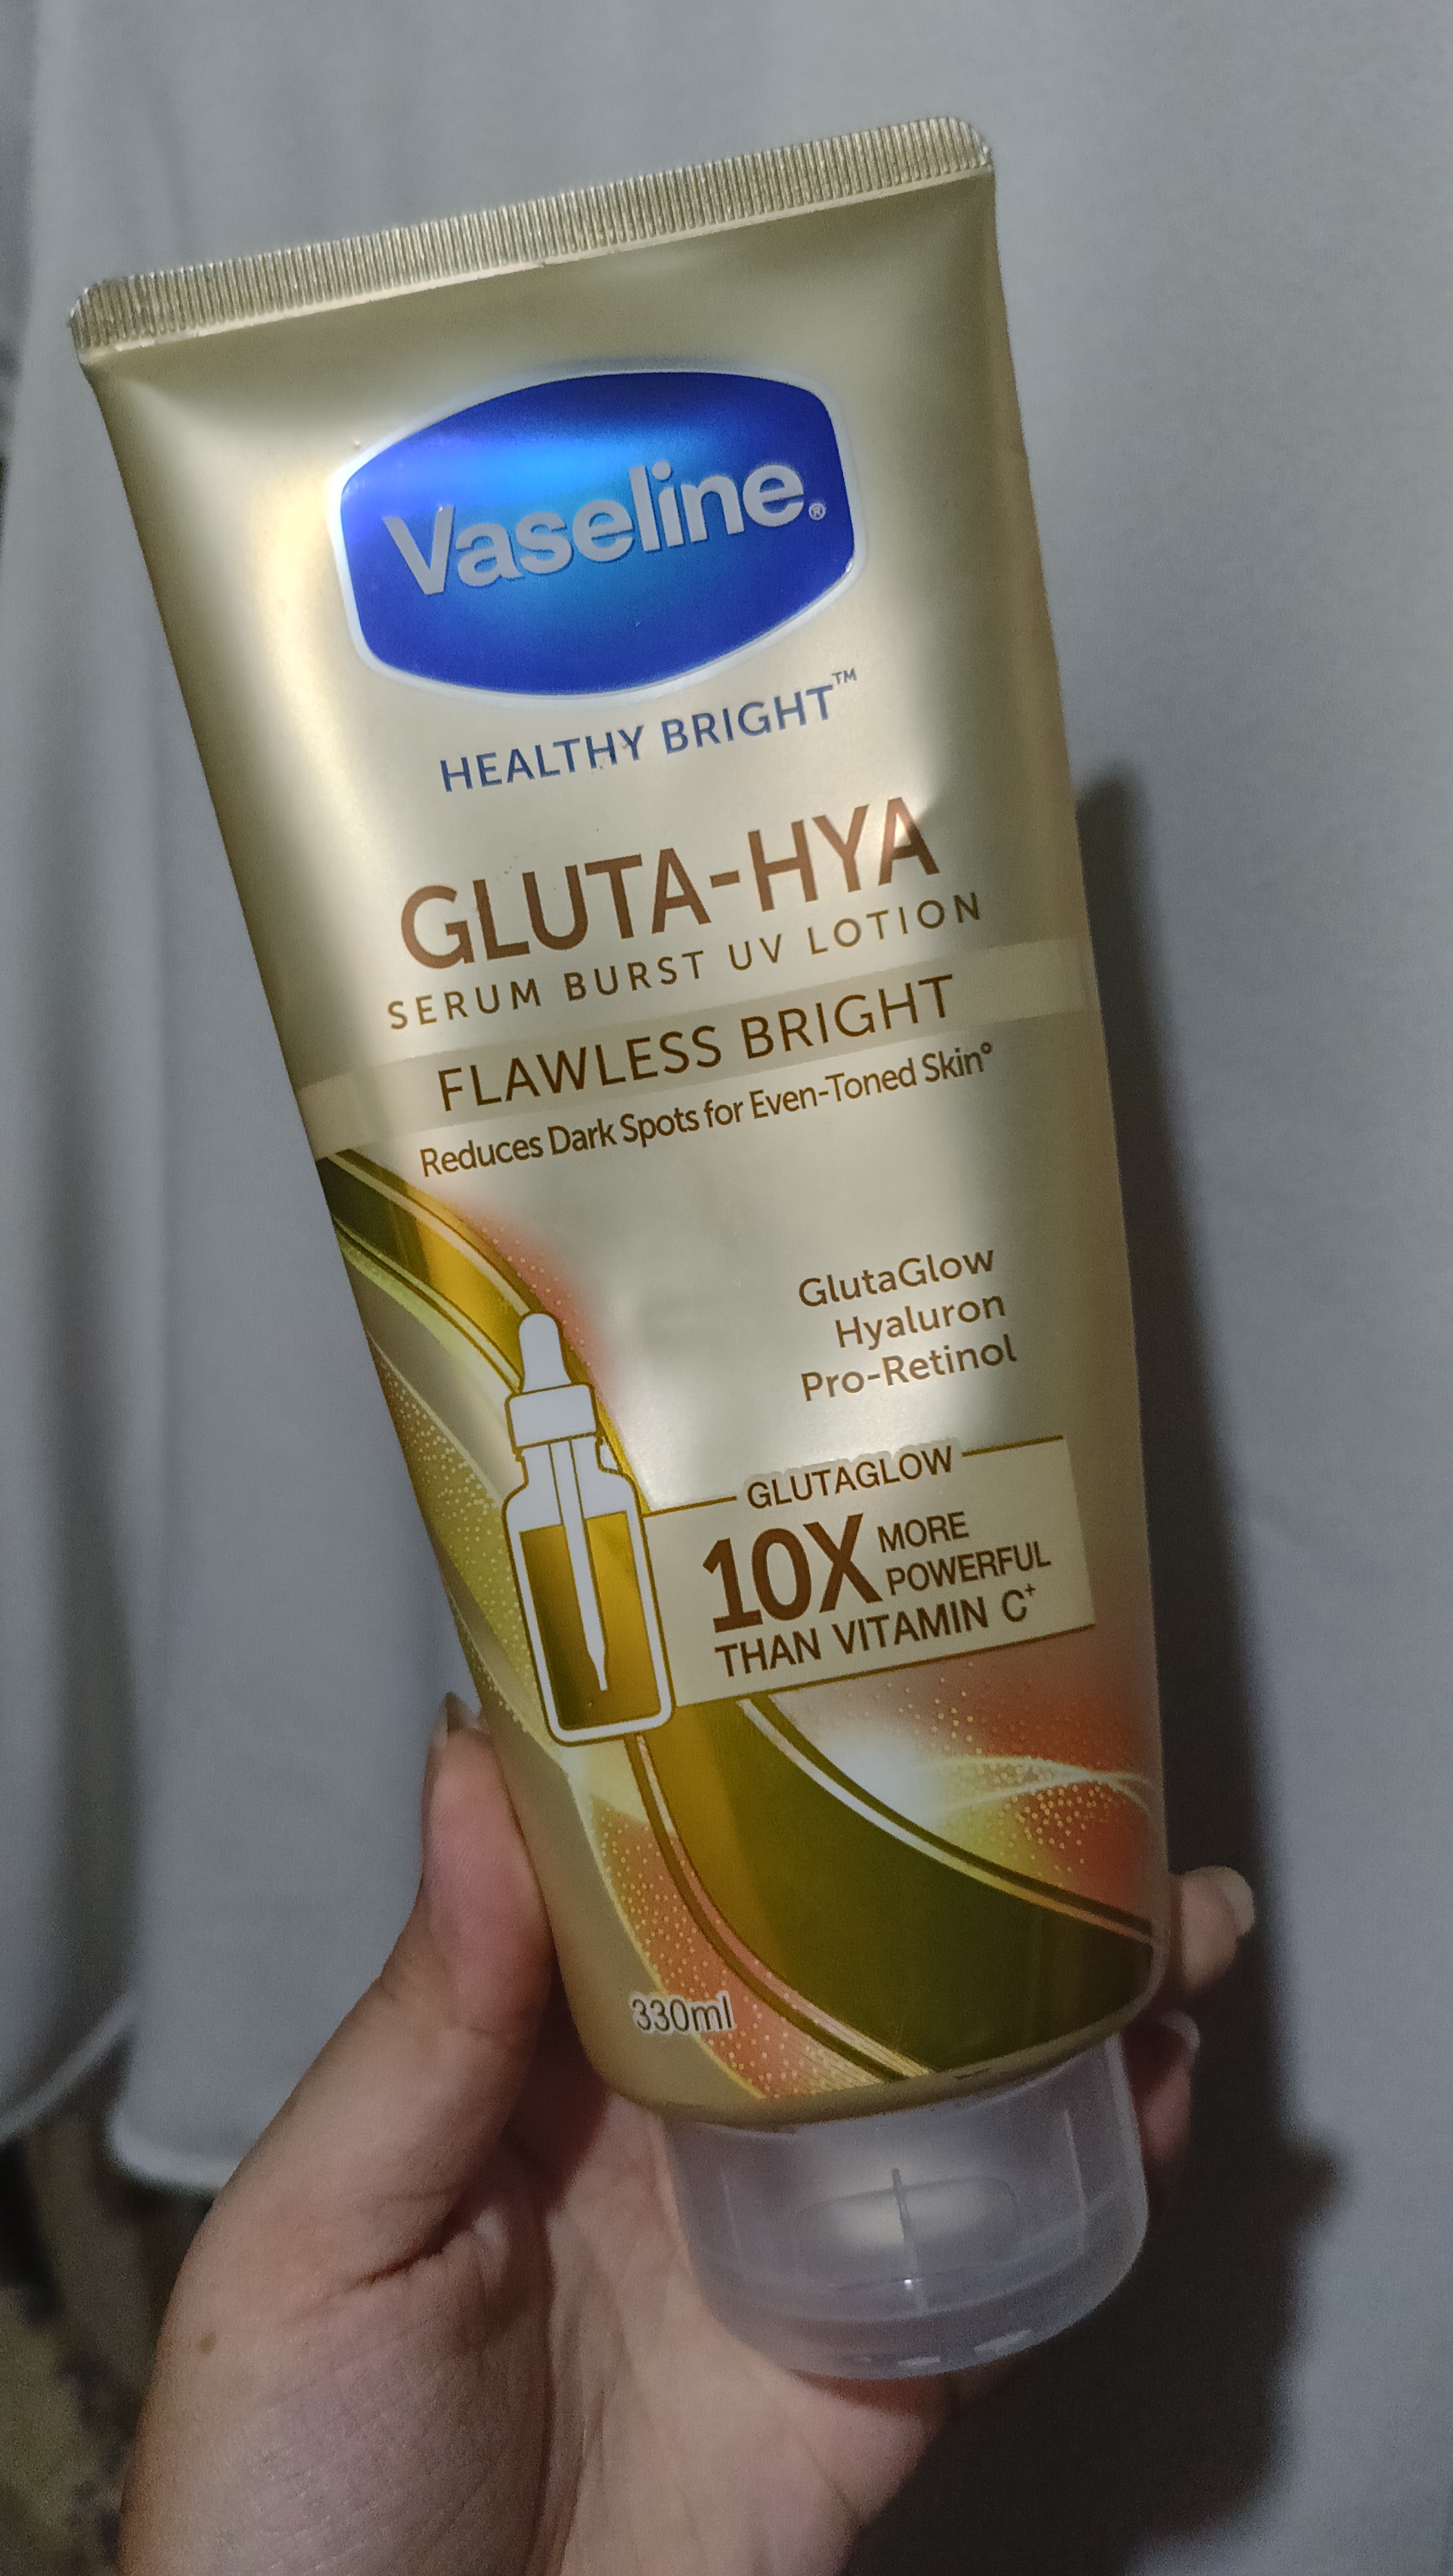 Vaseline®
HEALTHY BRIGHT™
GLUTA-HYA
SERUM BURST UV LOTION
FLAWLESS BRIGHT
Reduces Dark Spots for Even-Toned Skin°
GlutaGlow
Hyaluron
Pro-Retinol
GLUTAGLOW
10X MORE
POWERFUL
THAN VITAMIN C⁺
330ml